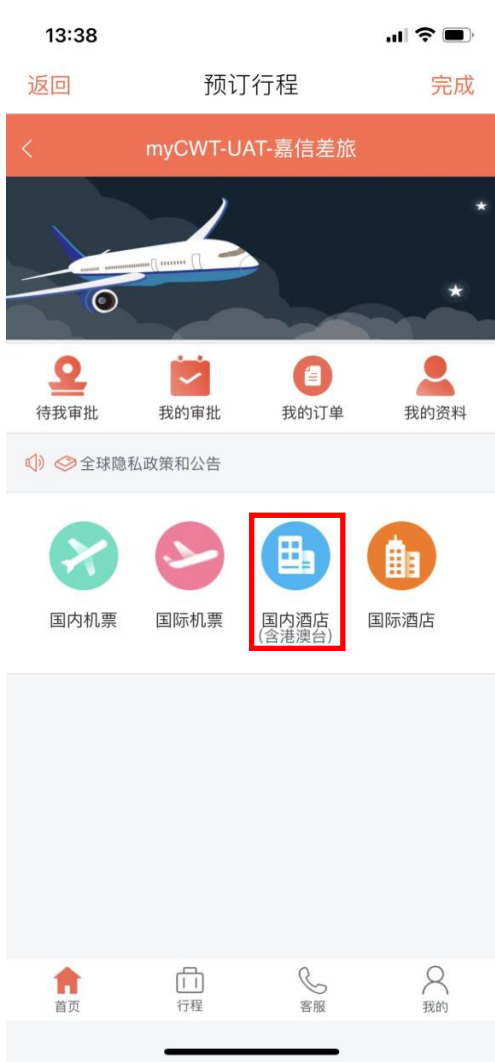 13:38
返回
预订行程
完成
myCWT-UAT-嘉信差旅
待我审批
我的审批
我的订单
我的资料
全球隐私政策和公告
国内机票
国际机票
国内酒店
(含港澳台)
国际酒店
首页
行程
客服
我的